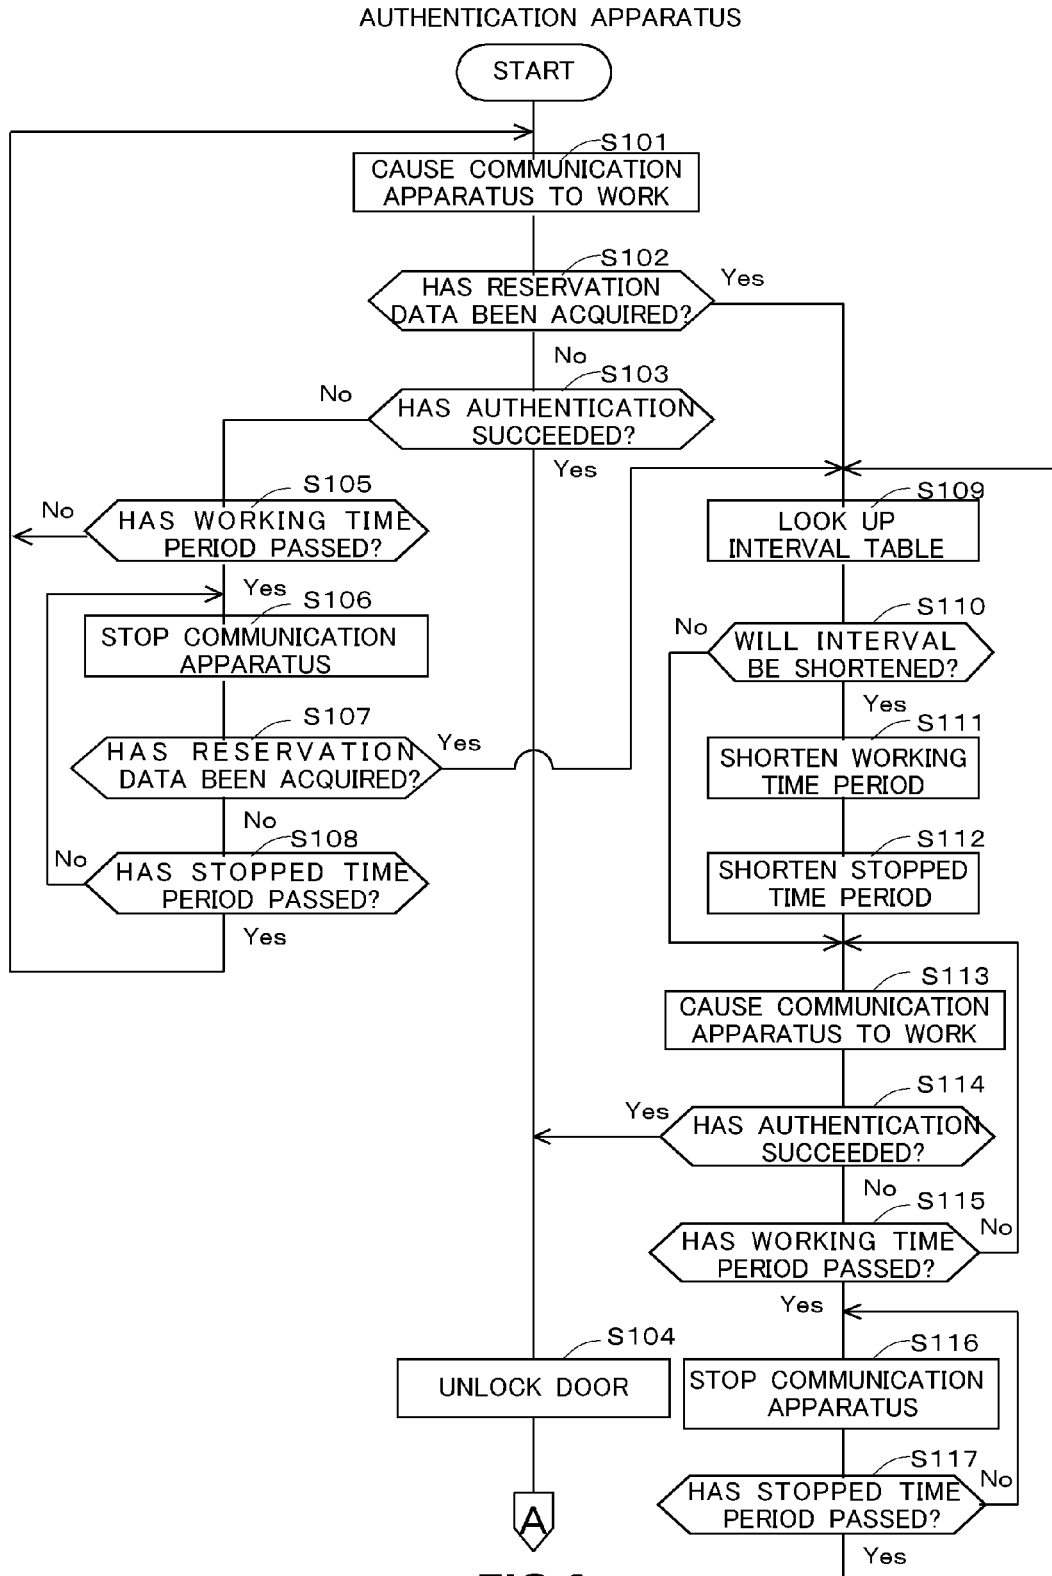 AUTHENTICATION APPARATUS
START
S101
CAUSE COMMUNICATION
APPARATUS TO WORK
S102
HAS RESERVATION
DATA BEEN ACQUIRED?
Yes
No
S103
HAS AUTHENTICATION
SUCCEEDED?
No
Yes
S105
HAS WORKING TIME
PERIOD PASSED?
No
Yes
S106
STOP COMMUNICATION
APPARATUS
S107
HAS RESERVATION
DATA BEEN ACQUIRED?
Yes
No
S108
HAS STOPPED TIME
PERIOD PASSED?
No
Yes
S109
LOOK UP
INTERVAL TABLE
S110
WILL INTERVAL
BE SHORTENED?
No
Yes
S111
SHORTEN WORKING
TIME PERIOD
S112
SHORTEN STOPPED
TIME PERIOD
S113
CAUSE COMMUNICATION
APPARATUS TO WORK
S114
HAS AUTHENTICATION
SUCCEEDED?
Yes
No
S115
HAS WORKING TIME
PERIOD PASSED?
No
Yes
S104
UNLOCK DOOR
A
S116
STOP COMMUNICATION
APPARATUS
S117
HAS STOPPED TIME
PERIOD PASSED?
No
Yes